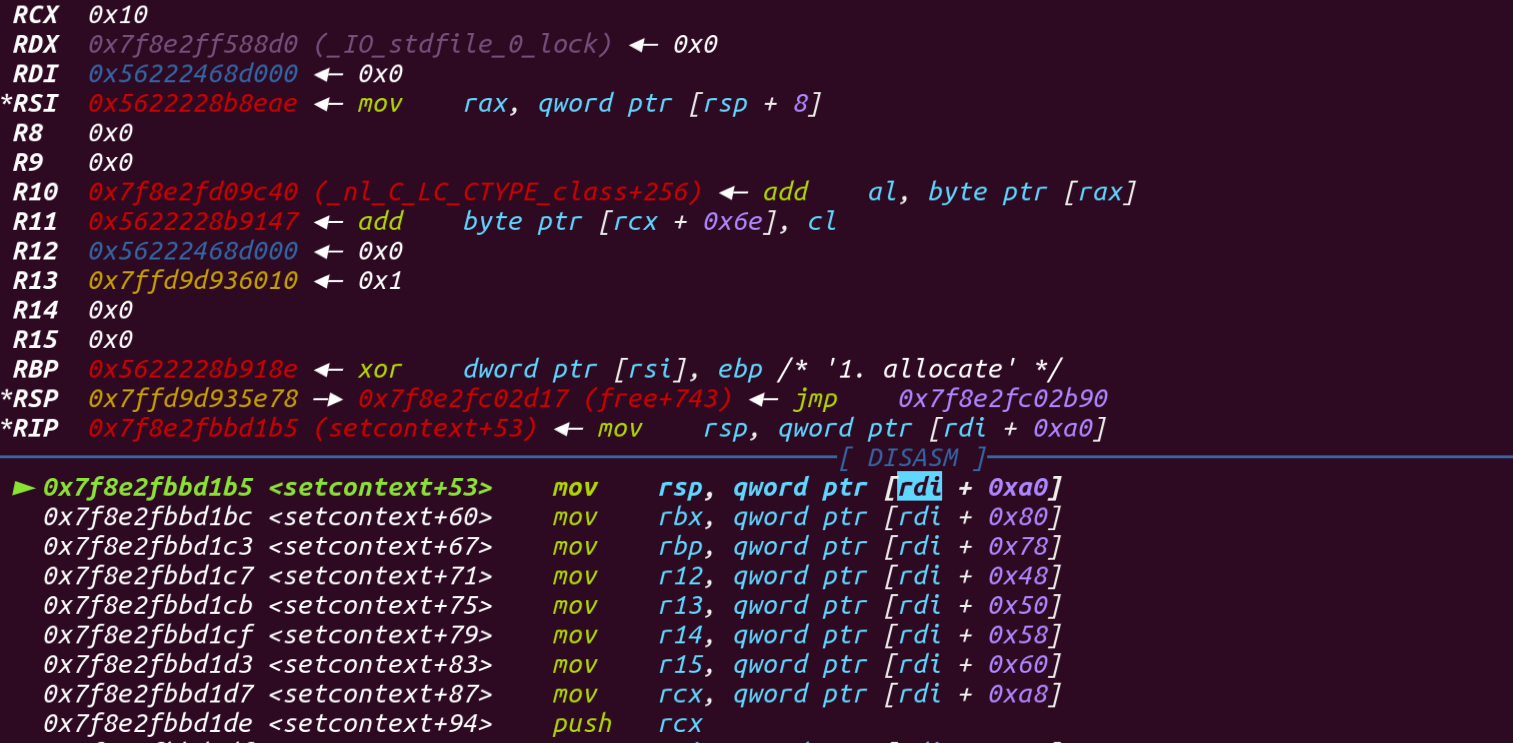 RCX 0x10
RDX 0x7f8e2ff588d0 (_IO_stdfile_0_lock) ◂— 0x0
RDI 0x56222468d000 ◂— 0x0
*RSI 0x5622228b8eae ◂— mov rax, qword ptr [rsp + 8]
R8 0x0
R9 0x0
R10 0x7f8e2fd09c40 (_nl_C_LC_CTYPE_class+256) ◂— add al, byte ptr [rax]
R11 0x5622228b9147 ◂— add byte ptr [rcx + 0x6e], cl
R12 0x56222468d000 ◂— 0x0
R13 0x7ffd9d936010 ◂— 0x1
R14 0x0
R15 0x0
RBP 0x5622228b918e ◂— xor dword ptr [rsi], ebp /* '1. allocate' */
*RSP 0x7ffd9d935e78 —▸ 0x7f8e2fc02d17 (free+743) ◂— jmp 0x7f8e2fc02b90
*RIP 0x7f8e2fbbd1b5 (setcontext+53) ◂— mov rsp, qword ptr [rdi + 0xa0]
[ DISASM ]
► 0x7f8e2fbbd1b5 <setcontext+53> mov rsp, qword ptr [rdi + 0xa0]
0x7f8e2fbbd1bc <setcontext+60> mov rbx, qword ptr [rdi + 0x80]
0x7f8e2fbbd1c3 <setcontext+67> mov rbp, qword ptr [rdi + 0x78]
0x7f8e2fbbd1c7 <setcontext+71> mov r12, qword ptr [rdi + 0x48]
0x7f8e2fbbd1cb <setcontext+75> mov r13, qword ptr [rdi + 0x50]
0x7f8e2fbbd1cf <setcontext+79> mov r14, qword ptr [rdi + 0x58]
0x7f8e2fbbd1d3 <setcontext+83> mov r15, qword ptr [rdi + 0x60]
0x7f8e2fbbd1d7 <setcontext+87> mov rcx, qword ptr [rdi + 0xa8]
0x7f8e2fbbd1de <setcontext+94> push rcx